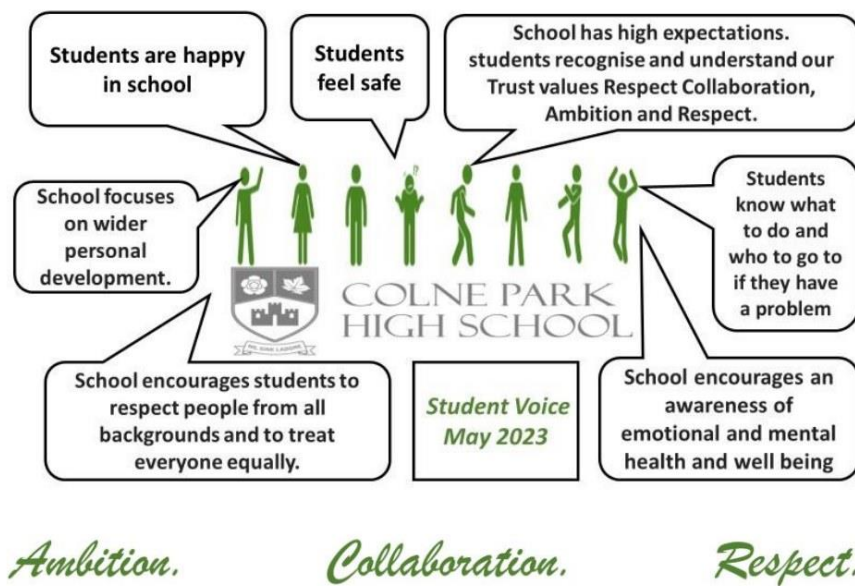 Students are happy
in school
Students
feel safe
School has high expectations.
students recognise and understand our
Trust values Respect Collaboration,
Ambition and Respect.
School focuses
on wider
personal
development.
Students
know what
to do and
who to go to
if they have
a problem
COLNE PARK
HIGH SCHOOL
NIL SINE LABORE
School encourages students to
respect people from all
backgrounds and to treat
everyone equally.
Student Voice
May 2023
School encourages an
awareness of
emotional and mental
health and well being
Ambition.
Collaboration.
Respect.